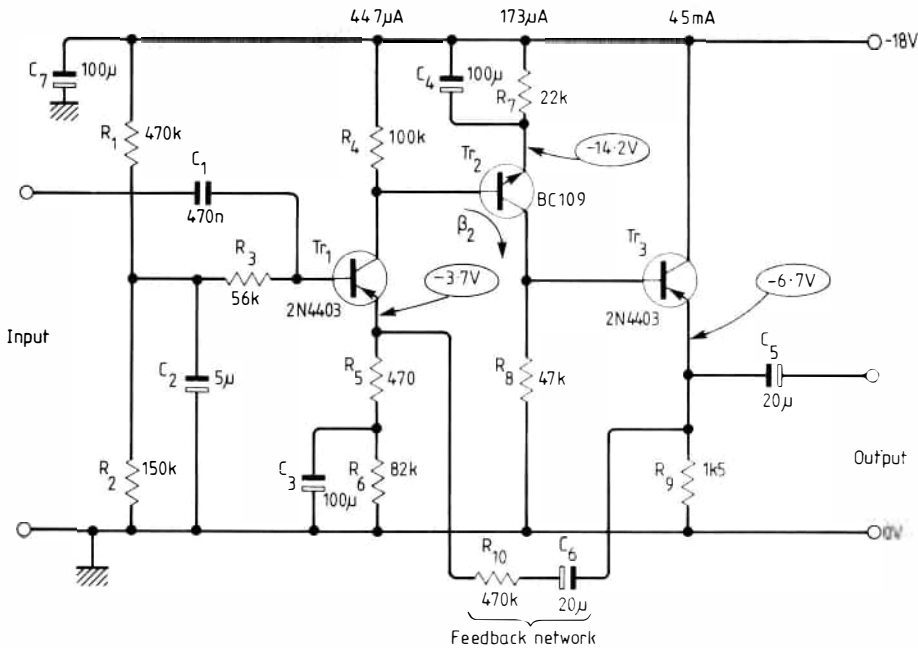 447µA
173µA
45mA
-18V
C7
100µ
C4
100µ
R7
22k
R1
470k
R4
100k
-14·2V
Tr2
C1
470n
BC109
β2
R3
56k
Tr1
-3·7V
Tr3
2N4403
2N4403
-6·7V
Input
C2
5µ
R5
470
R8
47k
C5
20µ
R2
150k
C3
100µ
R6
82k
R9
1k5
Output
0V
R10
470k
C6
20µ
Feedback network